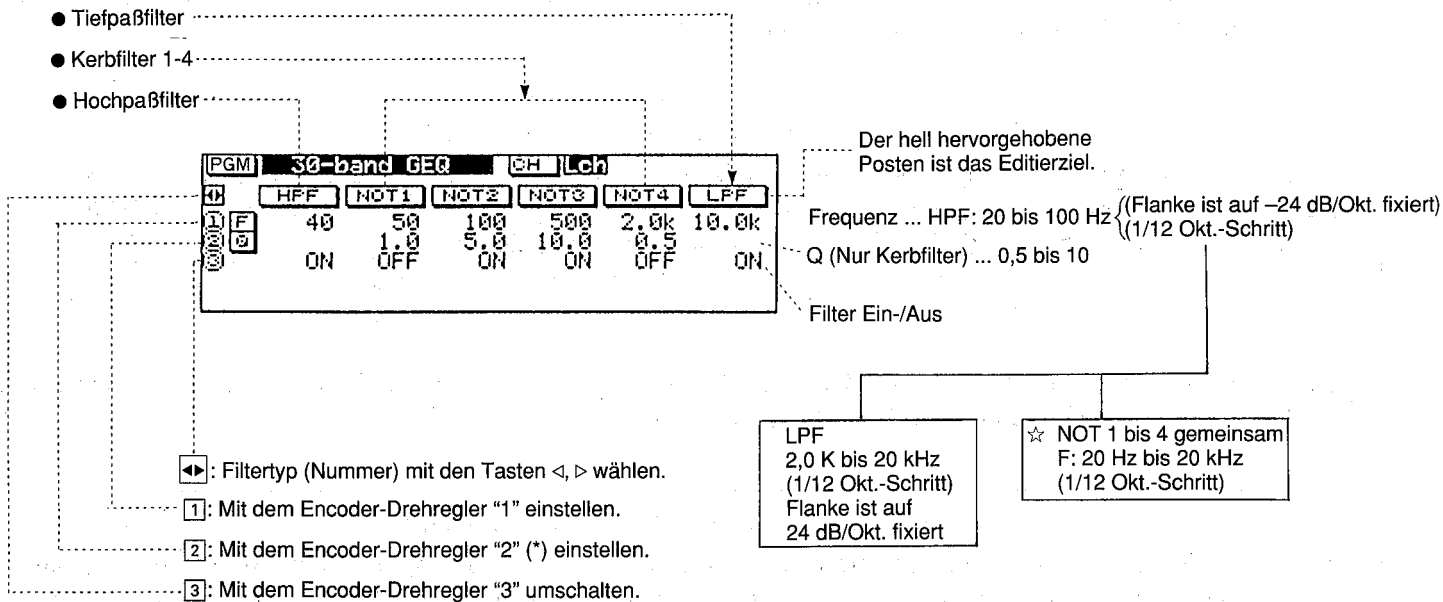 ● Tiefpaßfilter
● Kerbfilter 1-4
● Hochpaßfilter
PGM 30-band GEQ CH Lch
HPF NOT1 NOT2 NOT3 NOT4 LPF
1 F 40 50 100 500 2.0k 10.0k
2 Q 1.0 5.0 10.0 0.5
3 ON OFF ON ON OFF ON
Der hell hervorgehobene
Posten ist das Editierziel.
Frequenz ... HPF: 20 bis 100 Hz
((Flanke ist auf –24 dB/Okt. fixiert)
((1/12 Okt.-Schritt)
Q (Nur Kerbfilter) ... 0,5 bis 10
Filter Ein-/Aus
LPF
2,0 K bis 20 kHz
(1/12 Okt.-Schritt)
Flanke ist auf
24 dB/Okt. fixiert
☆ NOT 1 bis 4 gemeinsam
F: 20 Hz bis 20 kHz
(1/12 Okt.-Schritt)
◂▸: Filtertyp (Nummer) mit den Tasten ◃, ▹ wählen.
1: Mit dem Encoder-Drehregler “1” einstellen.
2: Mit dem Encoder-Drehregler “2” (*) einstellen.
3: Mit dem Encoder-Drehregler “3” umschalten.